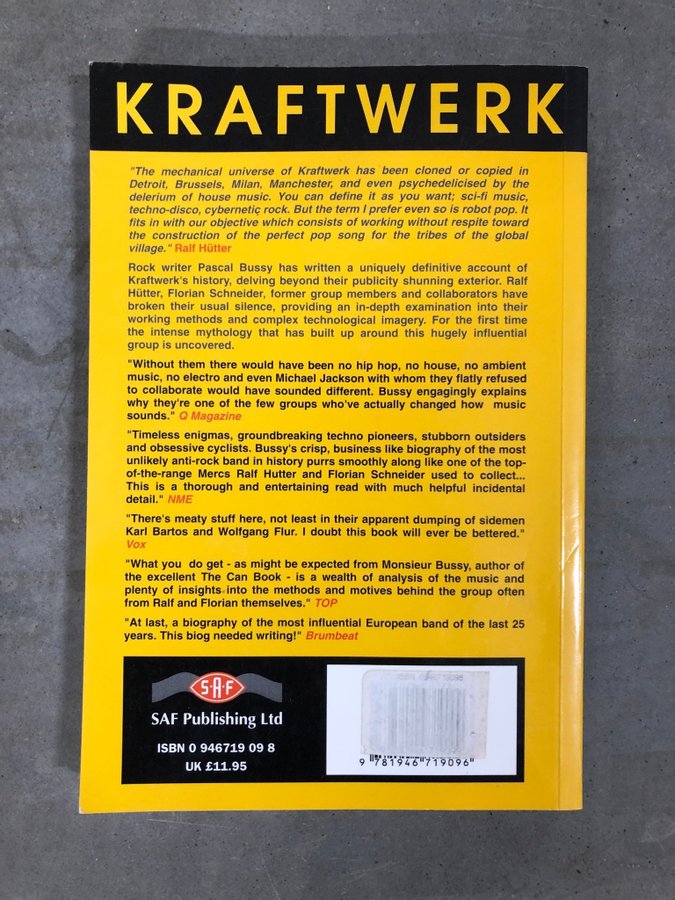 KRAFTWERK
"The mechanical universe of Kraftwerk has been cloned or copied in
Detroit, Brussels, Milan, Manchester, and even psychedelicised by the
delerium of house music. You can define it as you want; sci-fi music,
techno-disco, cybernetic rock. But the term I prefer even so is robot pop. It
fits in with our objective which consists of working without respite toward
the construction of the perfect pop song for the tribes of the global
village." Ralf Hütter
Rock writer Pascal Bussy has written a uniquely definitive account of
Kraftwerk's history, delving beyond their publicity shunning exterior. Ralf
Hütter, Florian Schneider, former group members and collaborators have
broken their usual silence, providing an in-depth examination into their
working methods and complex technological imagery. For the first time
the intense mythology that has built up around this hugely influential
group is uncovered.
"Without them there would have been no hip hop, no house, no ambient
music, no electro and even Michael Jackson with whom they flatly refused
to collaborate would have sounded different. Bussy engagingly explains
why they're one of the few groups who've actually changed how music
sounds." Q Magazine
"Timeless enigmas, groundbreaking techno pioneers, stubborn outsiders
and obsessive cyclists. Bussy's crisp, business like biography of the most
unlikely anti-rock band in history purrs smoothly along like one of the top-
of-the-range Mercs Ralf Hutter and Florian Schneider used to collect...
This is a thorough and entertaining read with much helpful incidental
detail." NME
"There's meaty stuff here, not least in their apparent dumping of sidemen
Karl Bartos and Wolfgang Flur. I doubt this book will ever be bettered."
Vox
"What you do get - as might be expected from Monsieur Bussy, author of
the excellent The Can Book - is a wealth of analysis of the music and
plenty of insights into the methods and motives behind the group often
from Ralf and Florian themselves." TOP
"At last, a biography of the most influential European band of the last 25
years. This biog needed writing!" Brumbeat
S·A·F
SAF Publishing Ltd
ISBN 0 946719 09 8
UK £11.95
ISBN 0946719098
9 781946 719096